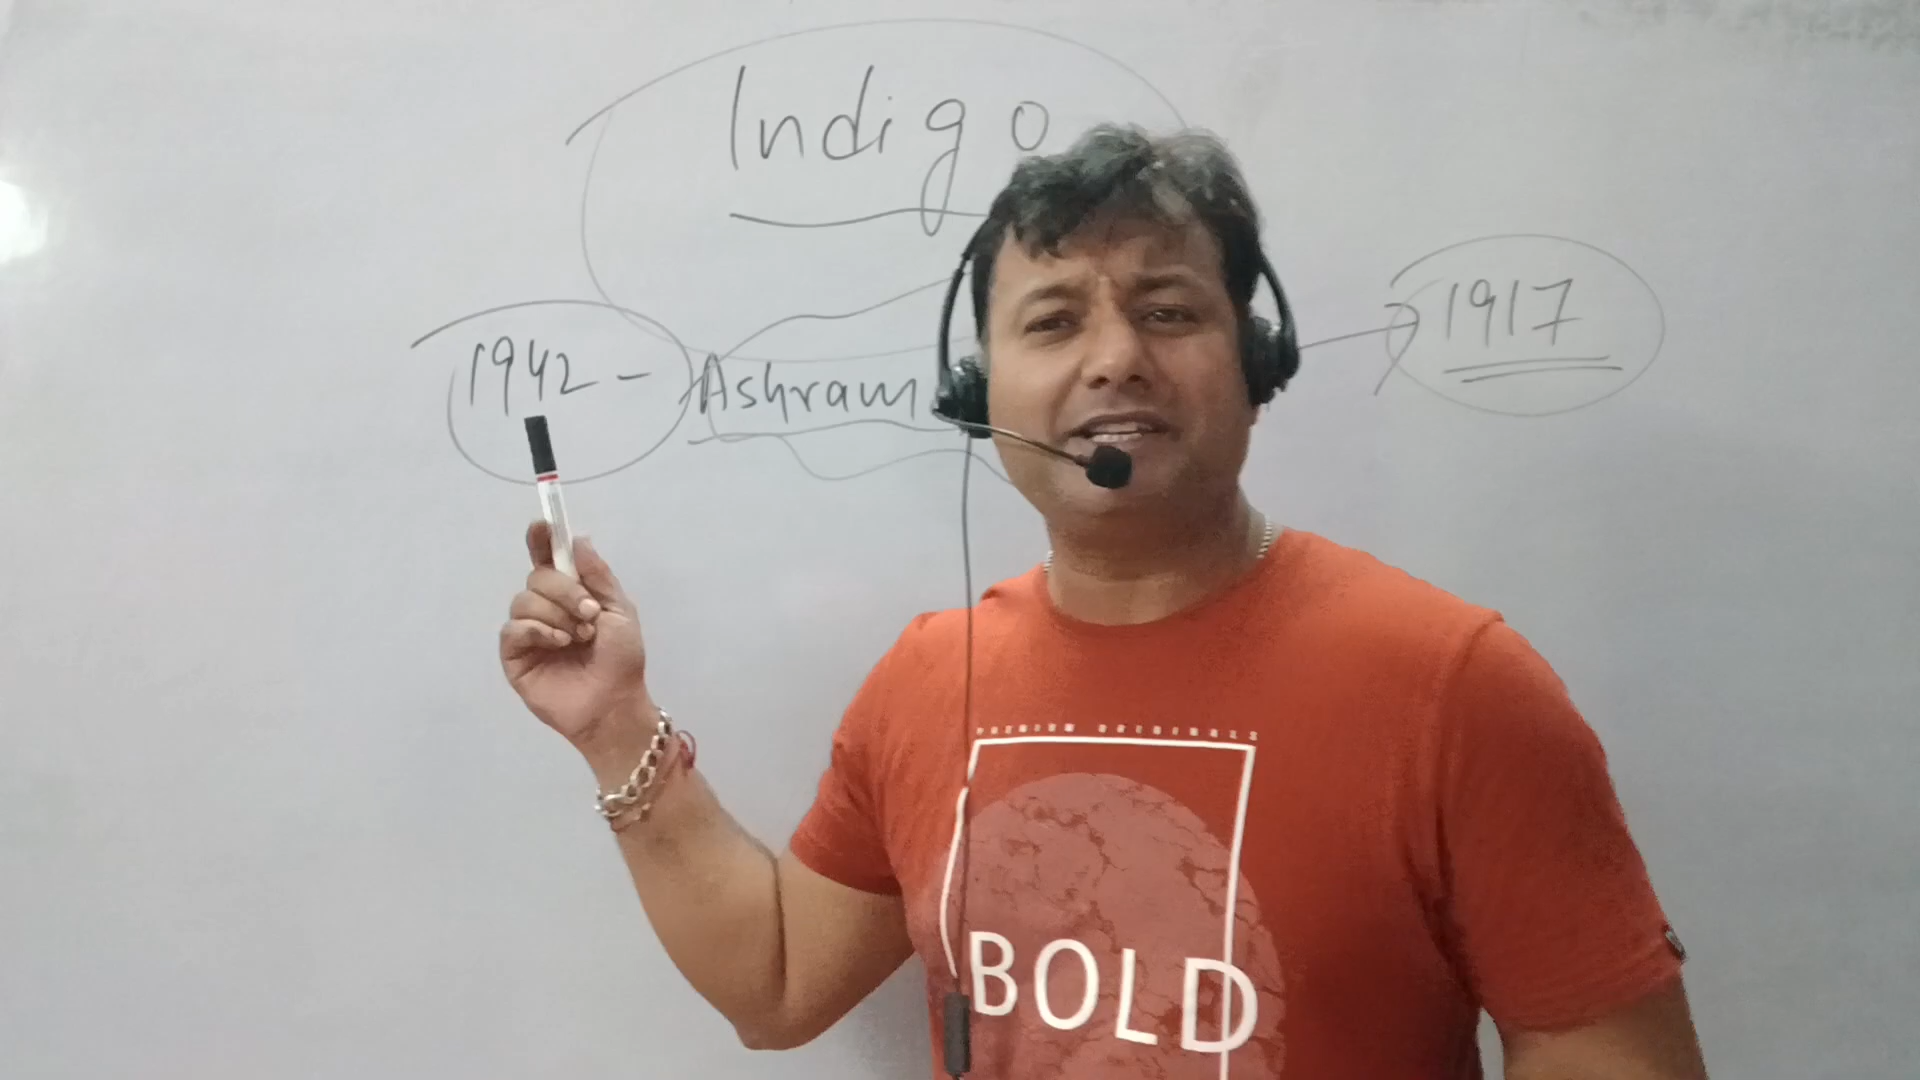 Indigo
1942 - Ashram
1917
PREMIUM ORIGINALS
BOLD